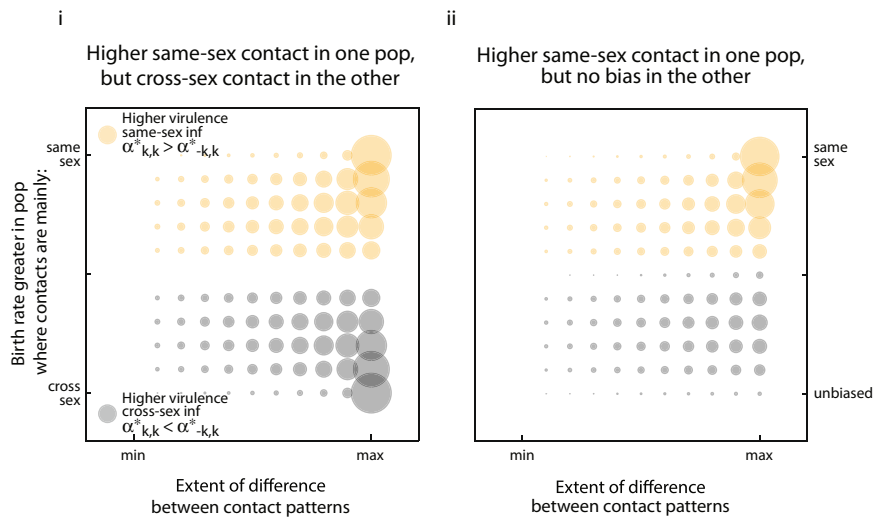 i
Higher same-sex contact in one pop,
but cross-sex contact in the other
Higher virulence
same-sex inf
α*k,k > α*-k,k
same
sex
Birth rate greater in pop
where contacts are mainly:
cross
sex
Higher virulence
cross-sex inf
α*k,k < α*-k,k
min
max
Extent of difference
between contact patterns
ii
Higher same-sex contact in one pop,
but no bias in the other
same
sex
unbiased
min
max
Extent of difference
between contact patterns